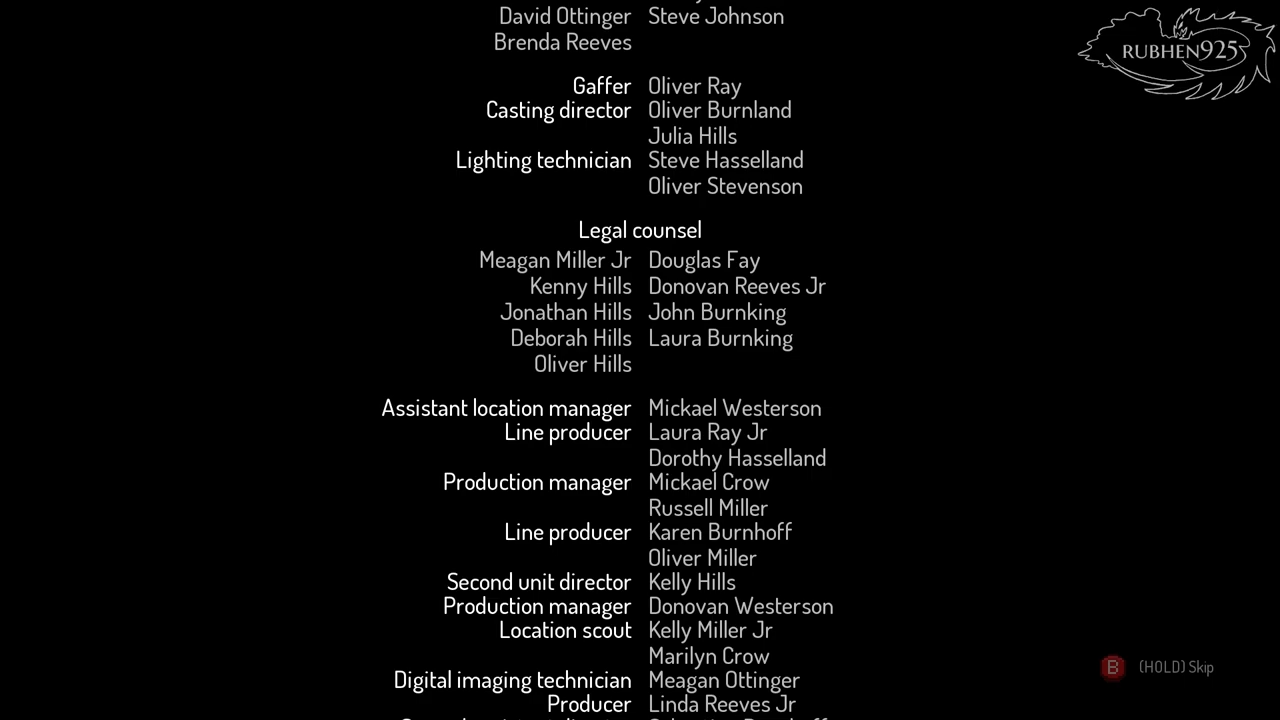 David Ottinger Steve Johnson
Brenda Reeves
RUBHEN925
Gaffer Oliver Ray
Casting director Oliver Burnland
Julia Hills
Lighting technician Steve Hasselland
Oliver Stevenson
Legal counsel
Meagan Miller Jr Douglas Fay
Kenny Hills Donovan Reeves Jr
Jonathan Hills John Burnking
Deborah Hills Laura Burnking
Oliver Hills
Assistant location manager Mickael Westerson
Line producer Laura Ray Jr
Dorothy Hasselland
Production manager Mickael Crow
Russell Miller
Line producer Karen Burnhoff
Oliver Miller
Second unit director Kelly Hills
Production manager Donovan Westerson
Location scout Kelly Miller Jr
Marilyn Crow
B (HOLD) Skip
Digital imaging technician Meagan Ottinger
Producer Linda Reeves Jr